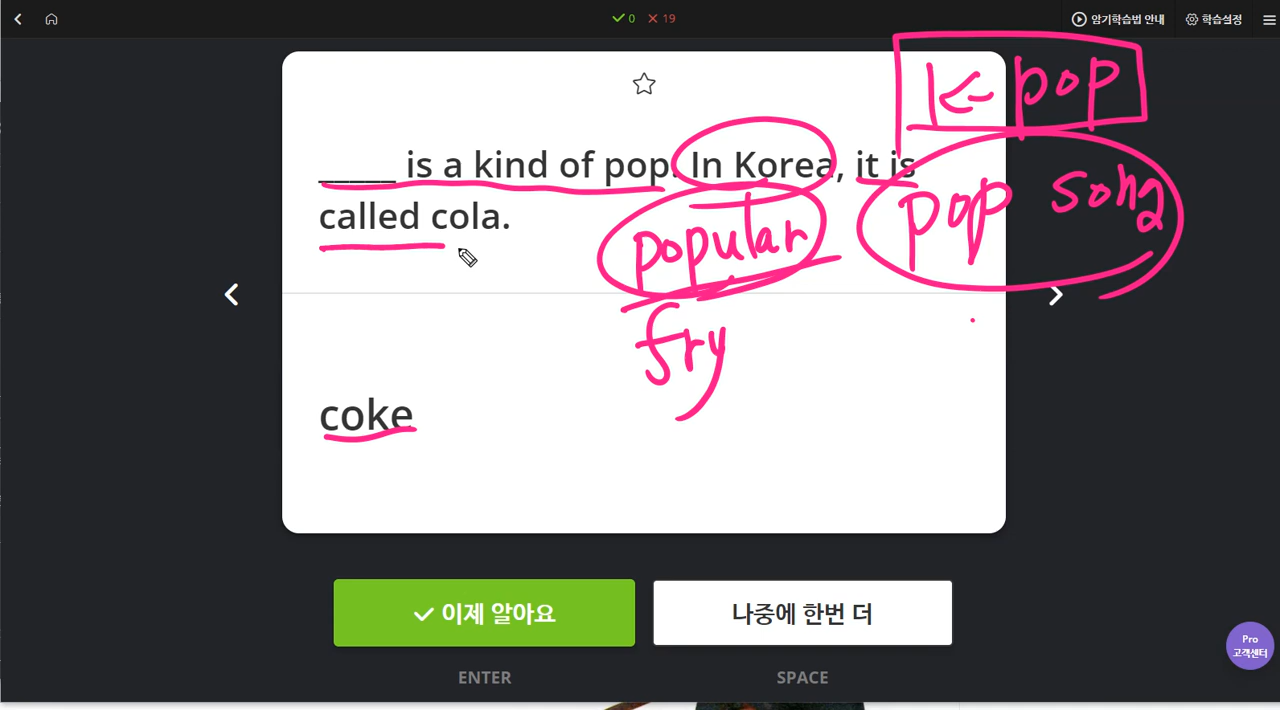 0 19 암기학습법 안내 학습설정
K-pop
_____ is a kind of pop. In Korea, it is
called cola.
popular
pop song
fry
coke
이제 알아요 나중에 한번 더
ENTER SPACE
Pro
고객센터